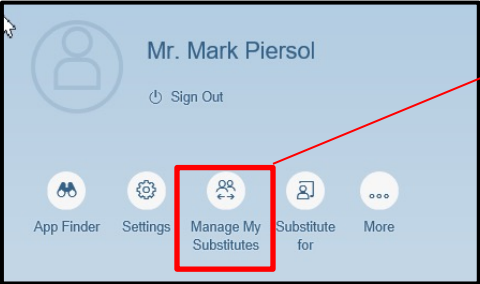 Mr. Mark Piersol
Sign Out
App Finder Settings Manage My Substitute More
Substitutes for